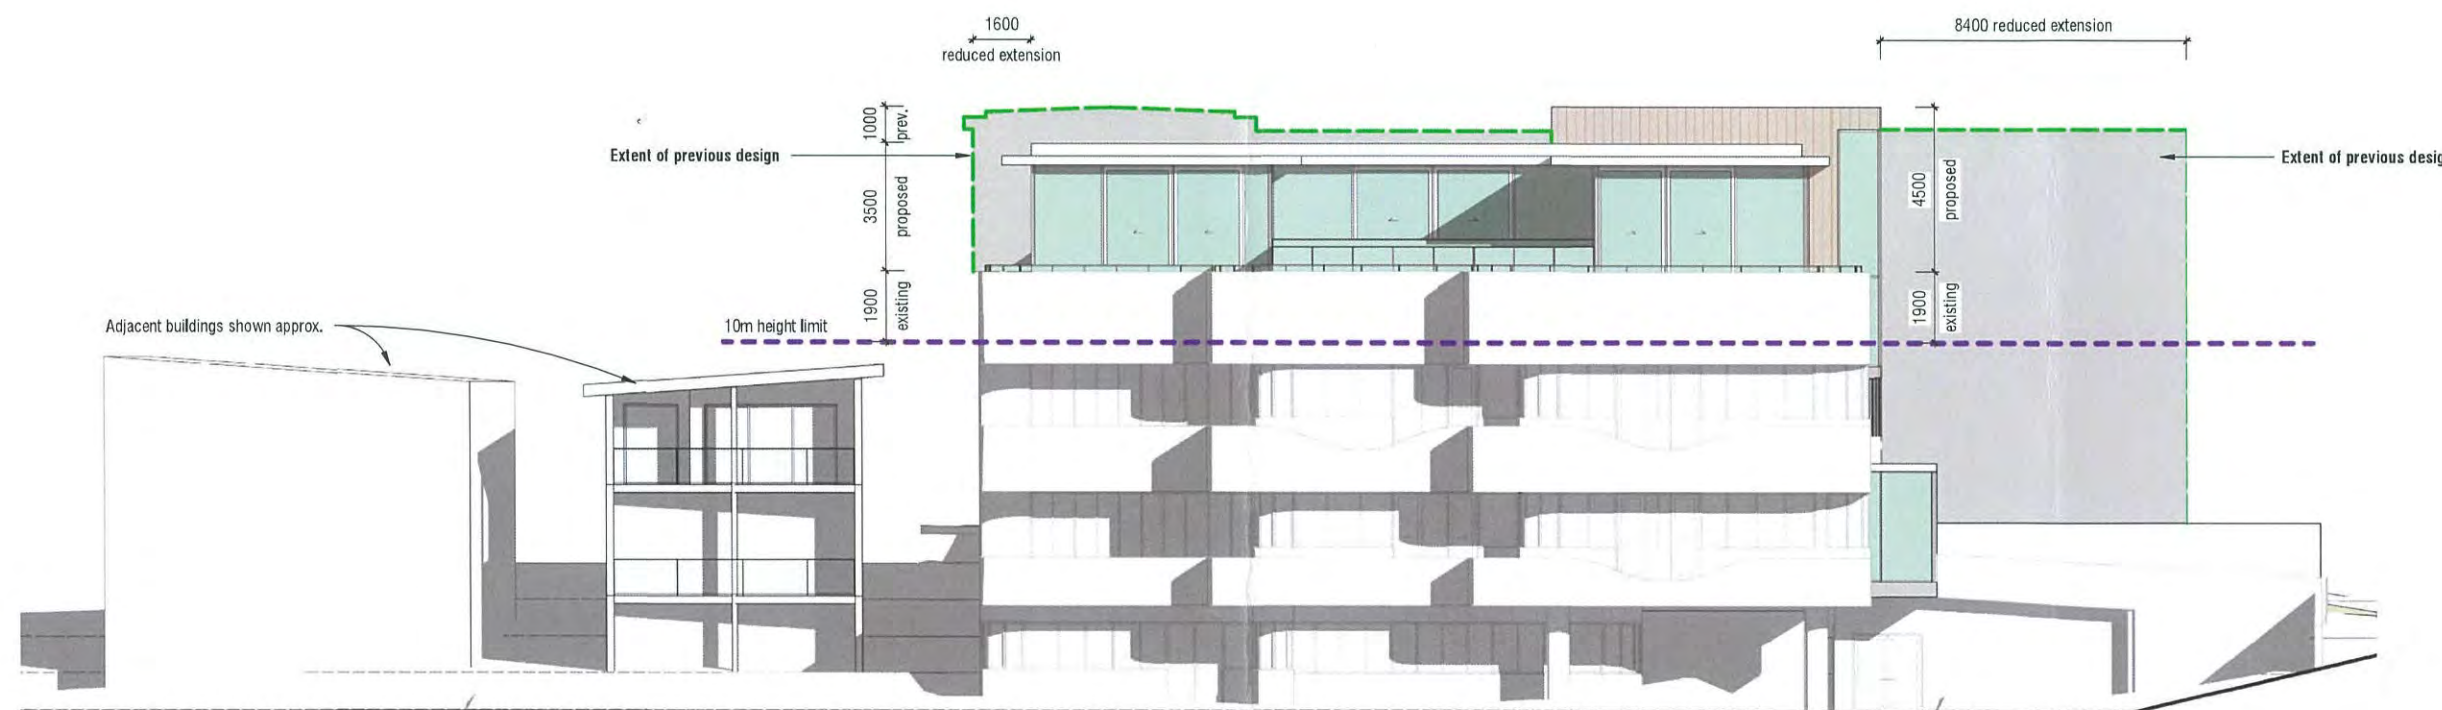 1600
reduced extension
8400 reduced extension
1000
prev.
Extent of previous design
3500
proposed
4500
proposed
Extent of previous desig
1900
existing
1900
existing
Adjacent buildings shown approx.
10m height limit